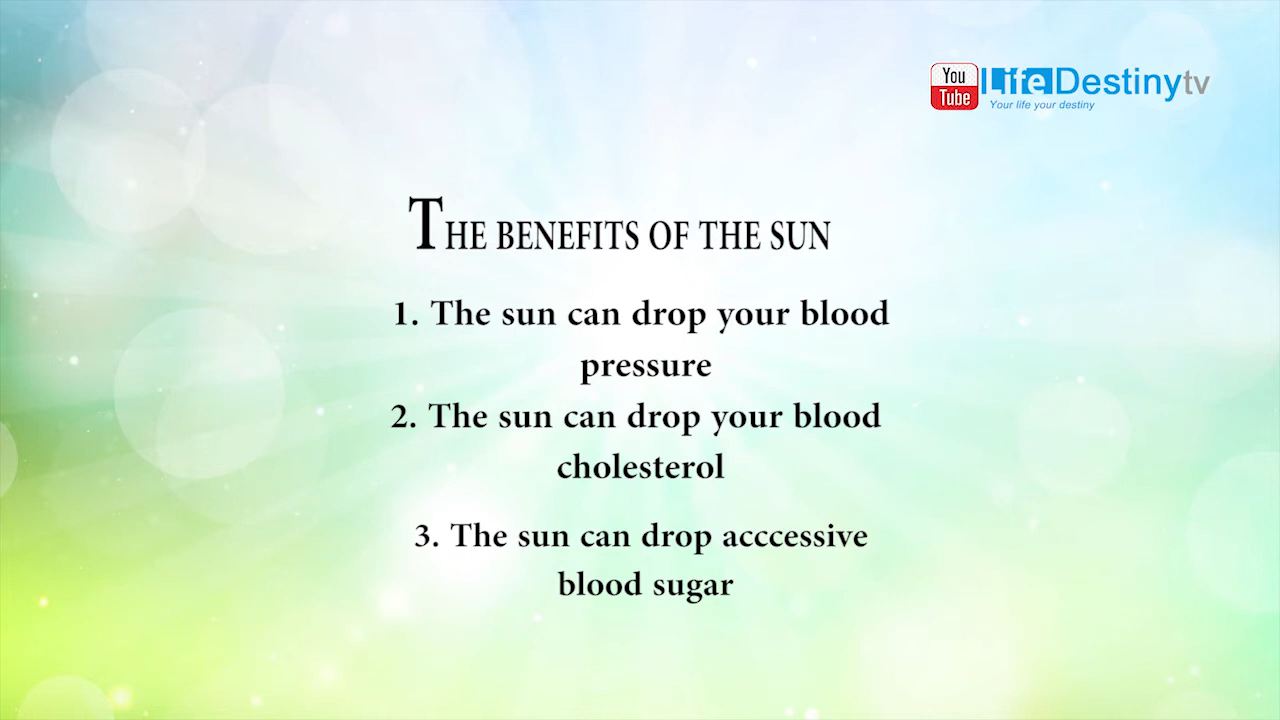 You
Tube
LifeDestinytv
Your life your destiny
THE BENEFITS OF THE SUN
1. The sun can drop your blood
pressure
2. The sun can drop your blood
cholesterol
3. The sun can drop acccessive
blood sugar